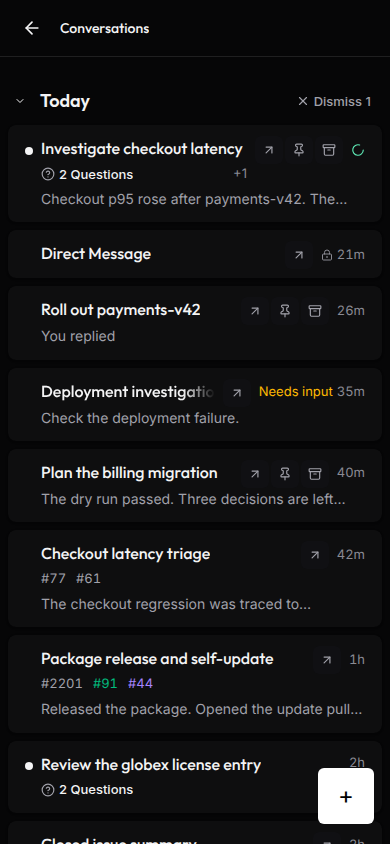 Conversations
Today
Dismiss 1
Investigate checkout latency
2 Questions
+1
Checkout p95 rose after payments-v42. The...
Direct Message
21m
Roll out payments-v42
26m
You replied
Deployment investigatio
Needs input 35m
Check the deployment failure.
Plan the billing migration
40m
The dry run passed. Three decisions are left...
Checkout latency triage
42m
#77 #61
The checkout regression was traced to...
Package release and self-update
1h
#2201 #91 #44
Released the package. Opened the update pull...
Review the globex license entry
2h
2 Questions
+
Closed issue summary